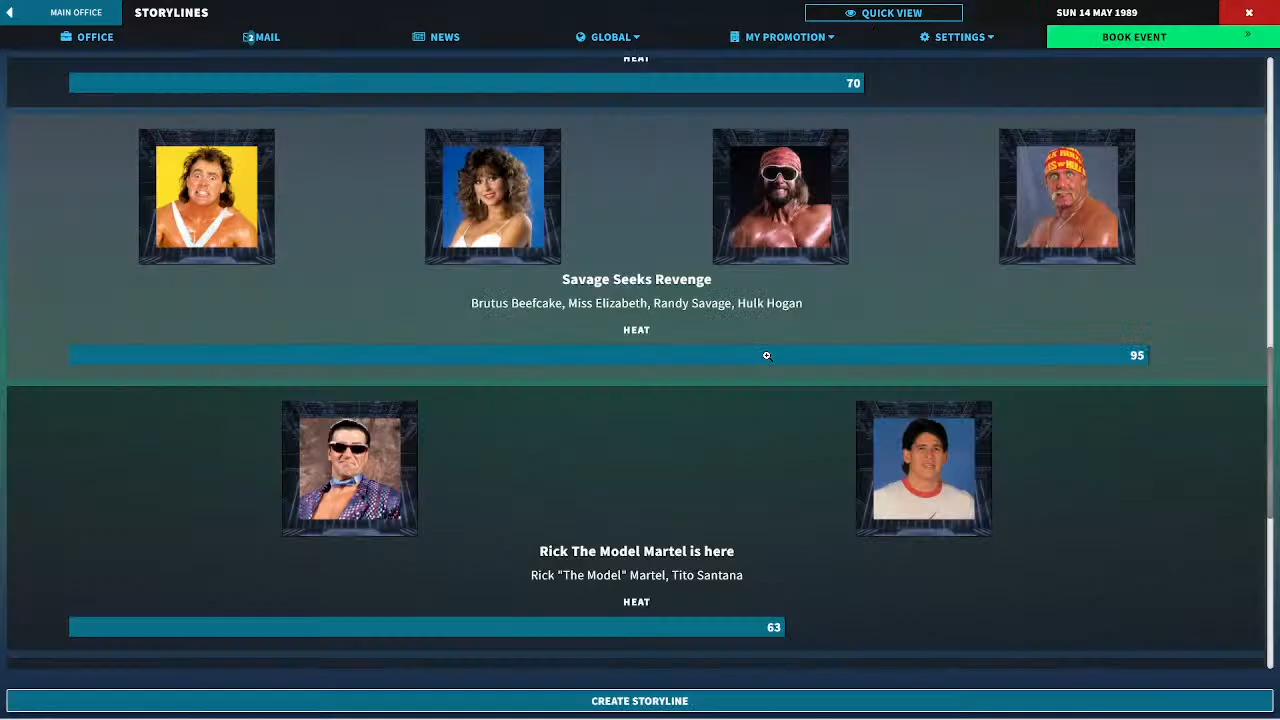 MAIN OFFICE
STORYLINES
QUICK VIEW
SUN 14 MAY 1989
OFFICE
2 MAIL
NEWS
GLOBAL
MY PROMOTION
SETTINGS
BOOK EVENT
HEAT
70
Savage Seeks Revenge
Brutus Beefcake, Miss Elizabeth, Randy Savage, Hulk Hogan
HEAT
95
Rick The Model Martel is here
Rick "The Model" Martel, Tito Santana
HEAT
63
CREATE STORYLINE